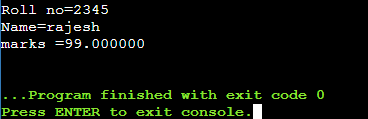 Roll no=2345
Name=rajesh
marks =99.000000
...Program finished with exit code 0
Press ENTER to exit console.